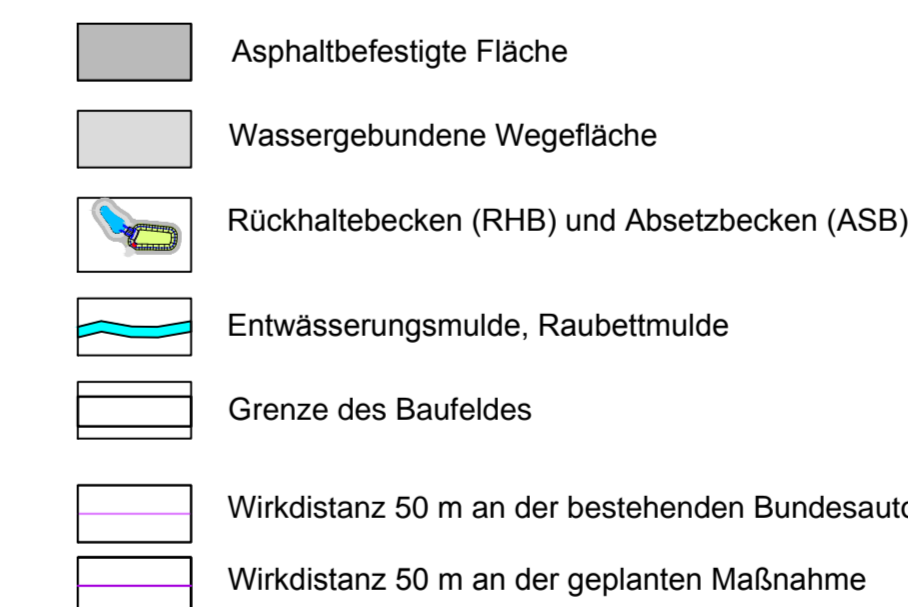 Asphaltbefestigte Fläche
Wassergebundene Wegefläche
Rückhaltebecken (RHB) und Absetzbecken (ASB)
Entwässerungsmulde, Raubettmulde
Grenze des Baufeldes
Wirkdistanz 50 m an der bestehenden
Wirkdistanz 50 m an der geplanten Maßnahme